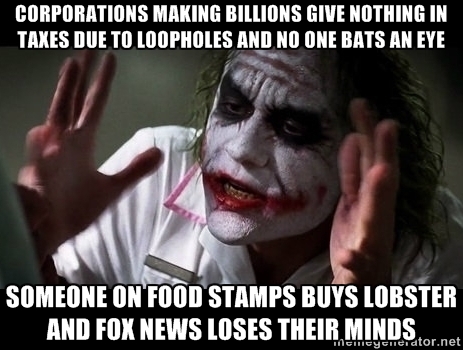 CORPORATIONS MAKING BILLIONS GIVE NOTHING IN
TAXES DUE TO LOOPHOLES AND NO ONE BATS AN EYE
SOMEONE ON FOOD STAMPS BUYS LOBSTER
AND FOX NEWS LOSES THEIR MINDS
memegenerator.net